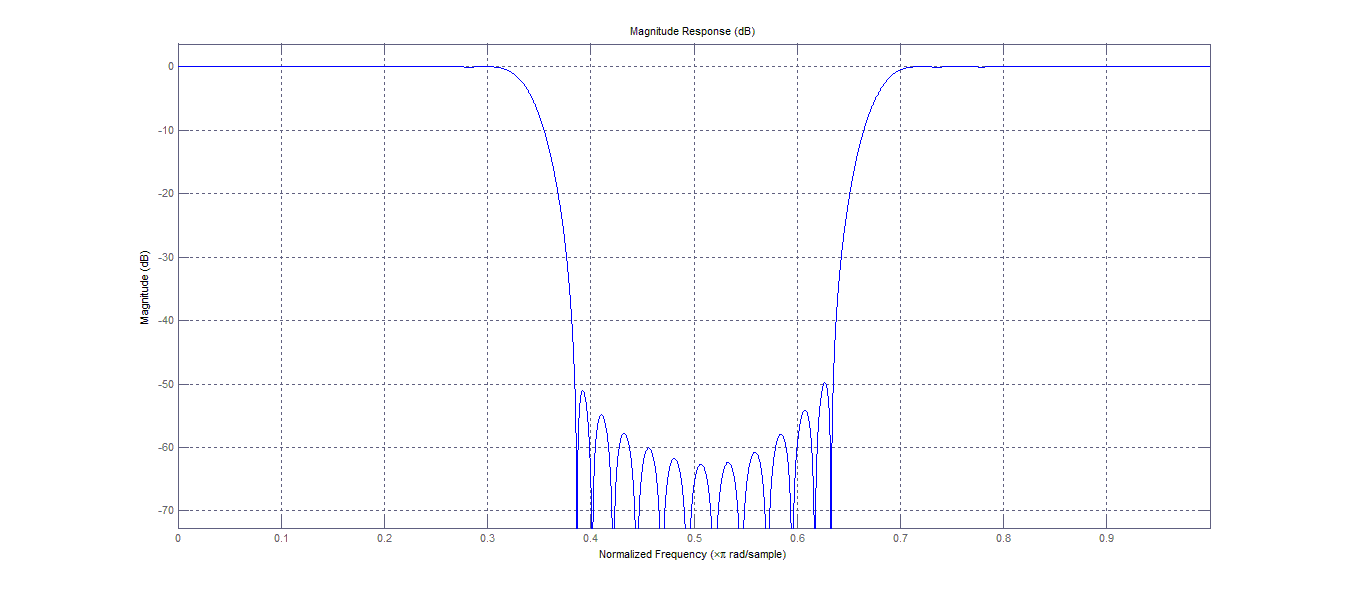 Magnitude Response (dB)
0
-10
-20
-30
-40
-50
-60
-70
Magnitude (dB)
0 0.1 0.2 0.3 0.4 0.5 0.6 0.7 0.8 0.9
Normalized Frequency (×π rad/sample)